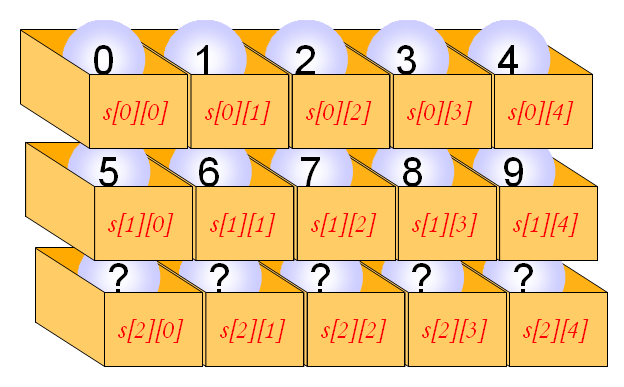 0 1 2 3 4
s[0][0] s[0][1] s[0][2] s[0][3] s[0][4]
5 6 7 8 9
s[1][0] s[1][1] s[1][2] s[1][3] s[1][4]
? ? ? ? ?
s[2][0] s[2][1] s[2][2] s[2][3] s[2][4]